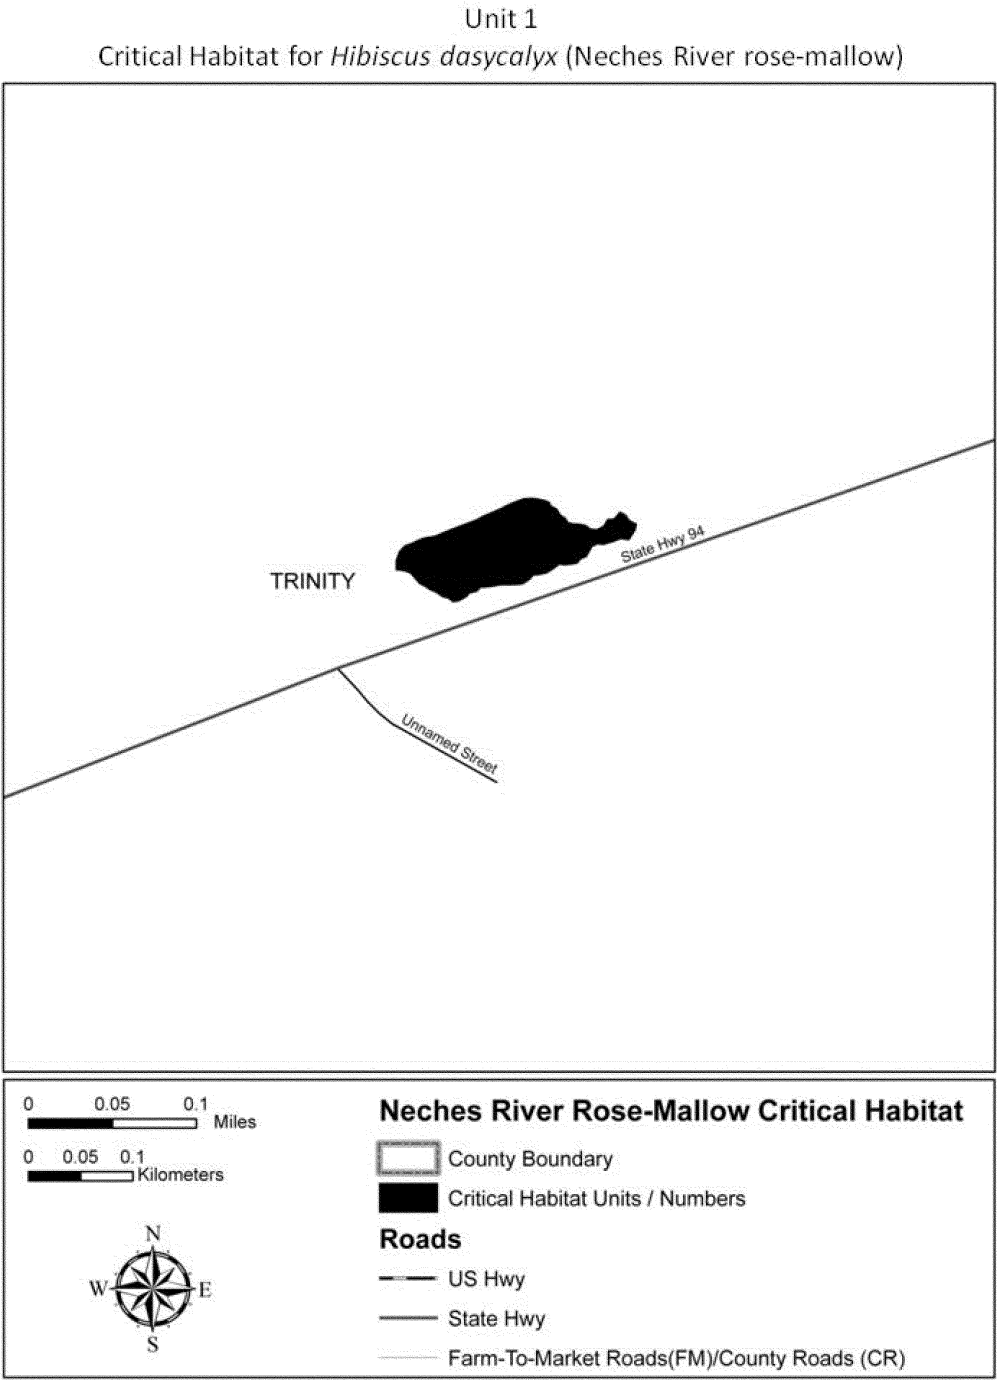 Unit 1
Critical Habitat for Hibiscus dasycalyx (Neches River rose-mallow)
State Hwy 94
TRINITY
Unnamed Street
0 0.05 0.1
Miles
0 0.05 0.1
Kilometers
N
W E
S
Neches River Rose-Mallow Critical Habitat
County Boundary
Critical Habitat Units / Numbers
Roads
US Hwy
State Hwy
Farm-To-Market Roads(FM)/County Roads (CR)